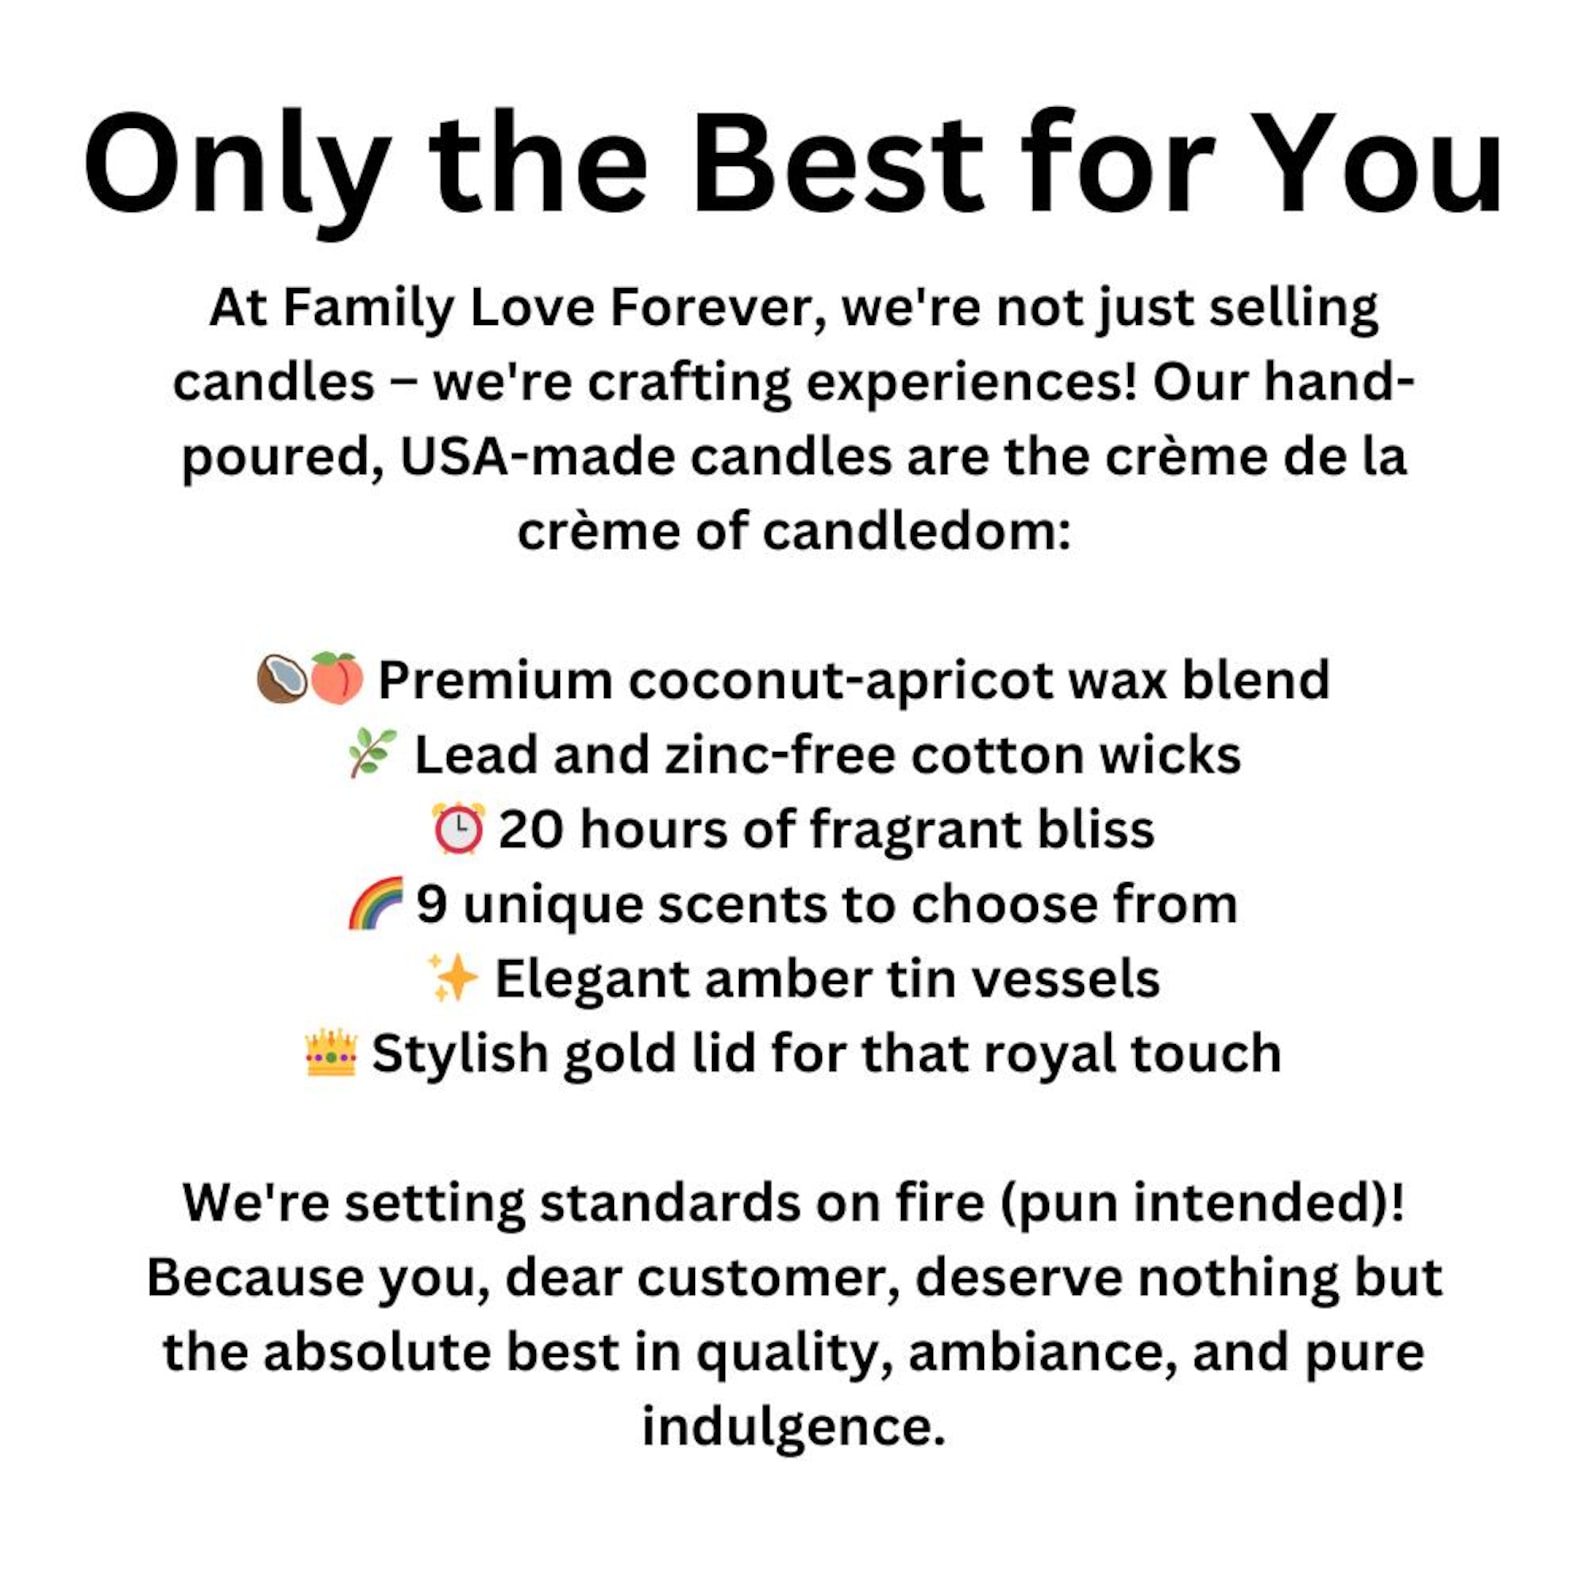 Only the Best for You
At Family Love Forever, we're not just selling
candles – we're crafting experiences! Our hand-
poured, USA-made candles are the crème de la
crème of candledom:
🥥🍑 Premium coconut-apricot wax blend
🌿 Lead and zinc-free cotton wicks
⏰ 20 hours of fragrant bliss
🌈 9 unique scents to choose from
✨ Elegant amber tin vessels
👑 Stylish gold lid for that royal touch
We're setting standards on fire (pun intended)!
Because you, dear customer, deserve nothing but
the absolute best in quality, ambiance, and pure
indulgence.